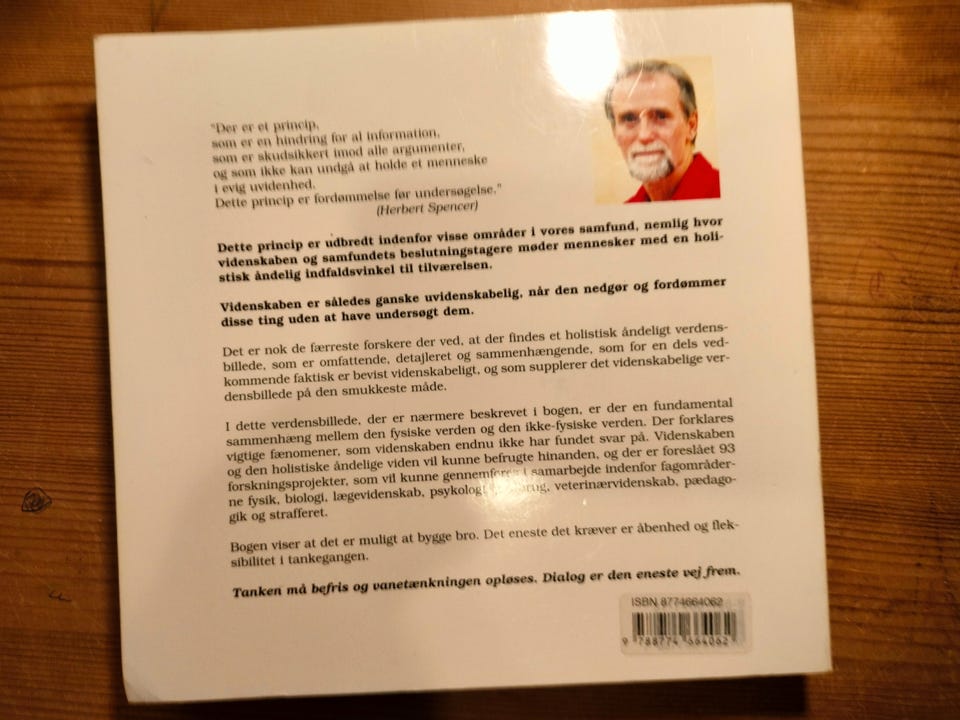 "Der er et princip,
som er en hindring for al information,
som er skudsikkert imod alle argumenter,
og som ikke kan undgå at holde et menneske
i evig uvidenhed.
Dette princip er fordømmelse før undersøgelse."
(Herbert Spencer)
Dette princip er udbredt indenfor visse områder i vores samfund, nemlig hvor
videnskaben og samfundets beslutningstagere møder mennesker med en holi-
stisk åndelig indfaldsvinkel til tilværelsen.
Videnskaben er således ganske uvidenskabelig, når den nedgør og fordømmer
disse ting uden at have undersøgt dem.
Det er nok de færreste forskere der ved, at der findes et holistisk åndeligt verdens-
billede, som er omfattende, detaljeret og sammenhængende, som for en dels ved-
kommende faktisk er bevist videnskabeligt, og som supplerer det videnskabelige ver-
densbillede på den smukkeste måde.
I dette verdensbillede, der er nærmere beskrevet i bogen, er der en fundamental
sammenhæng mellem den fysiske verden og den ikke-fysiske verden. Der forklares
vigtige fænomener, som videnskaben endnu ikke har fundet svar på. Videnskaben
og den holistiske åndelige viden vil kunne befrugte hinanden, og der er foreslået 93
forskningsprojekter, som vil kunne gennemføres i samarbejde indenfor fagområder-
ne fysik, biologi, lægevidenskab, psykologi, veterinærvidenskab, pædago-
gik og strafferet.
Bogen viser at det er muligt at bygge bro. Det eneste det kræver er åbenhed og flek-
sibilitet i tankegangen.
Tanken må befris og vanetænkningen opløses. Dialog er den eneste vej frem.
ISBN 8774664062
9 788774 664062